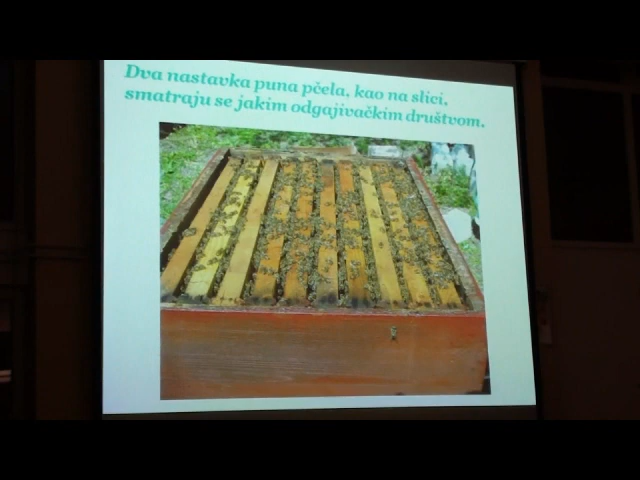 Dva nastavka puna pčela, kao na slici,
smatraju se jakim odgajivačkim društvom.